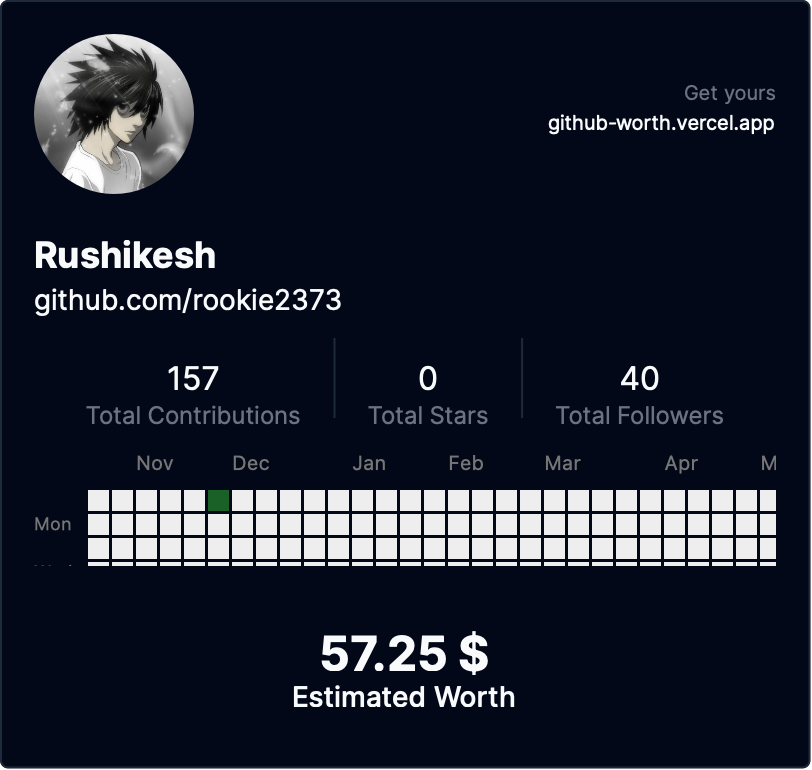 Get yours
github-worth.vercel.app
Rushikesh
github.com/rookie2373
157
Total Contributions
0
Total Stars
40
Total Followers
Nov Dec Jan Feb Mar Apr M
Mon
57.25 $
Estimated Worth